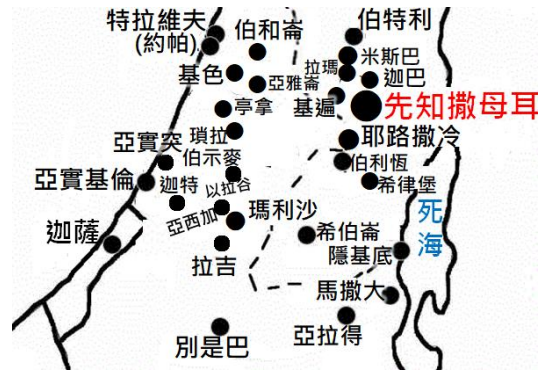 特拉維夫
(約帕)
伯和崙
伯特利
米斯巴
拉瑪
迦巴
基色
亞雅崙
基遍
先知撒母耳
亭拿
耶路撒冷
瑣拉
亞實突
伯示麥
伯利恆
亞實基倫
迦特
以拉谷
希律堡
亞西加
瑪利沙
死海
迦薩
希伯崙
隱基底
拉吉
馬撒大
別是巴
亞拉得